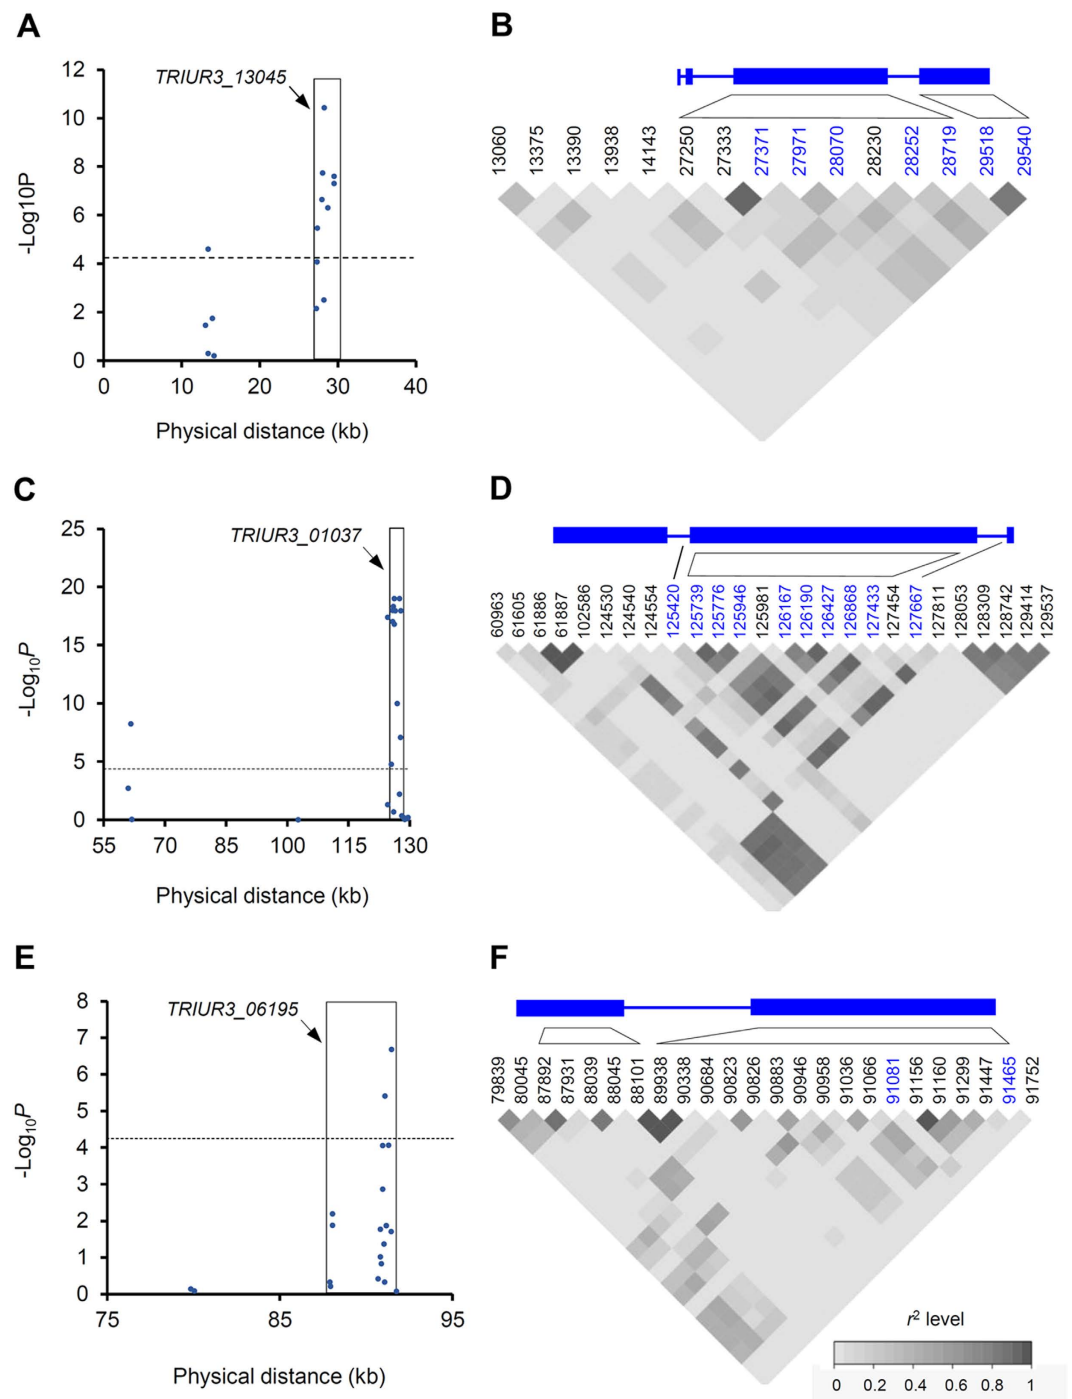 A
TRIUR3_13045
12
10
8
6
4
2
0
-Log10P
0 10 20 30 40
Physical distance (kb)
B
13060 13375 13390 13938 14143 27250 27333 27371 27971 28070 28230 28252 28719 29518 29540
C
TRIUR3_01037
25
20
15
10
5
0
-Log10P
55 70 85 100 115 130
Physical distance (kb)
D
60963 61605 61886 61887 102586 124530 124540 124554 125420 125739 125776 125946 125981 126167 126190 126427 126868 127433 127454 127667 127811 128053 128309 128742 129414 129537
E
TRIUR3_06195
8
7
6
5
4
3
2
1
0
-Log10P
75 85 95
Physical distance (kb)
F
79839 80045 87892 87931 88039 88045 88101 89938 90338 90684 90823 90826 90883 90946 90958 91036 91066 91081 91156 91160 91299 91447 91465 91752
r2 level
0 0.2 0.4 0.6 0.8 1